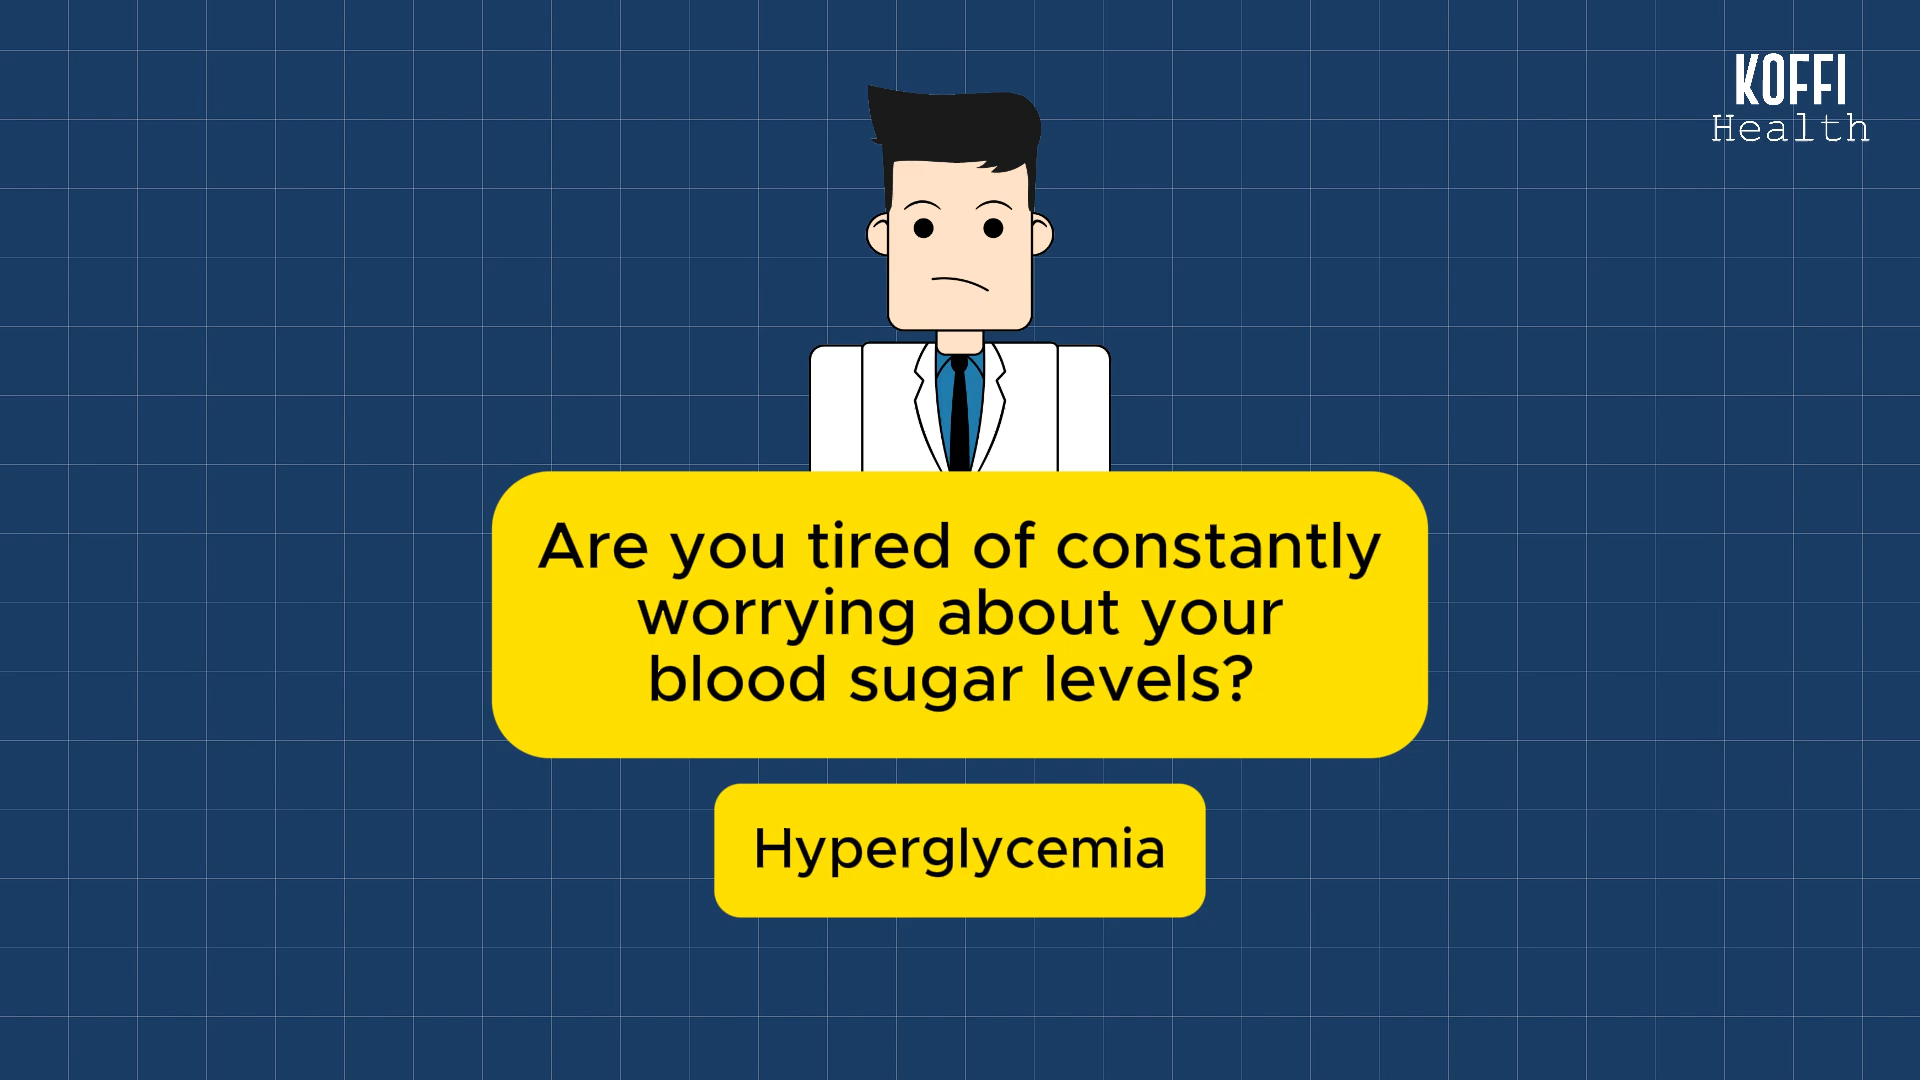 KOFFI
Health
Are you tired of constantly
worrying about your
blood sugar levels?
Hyperglycemia